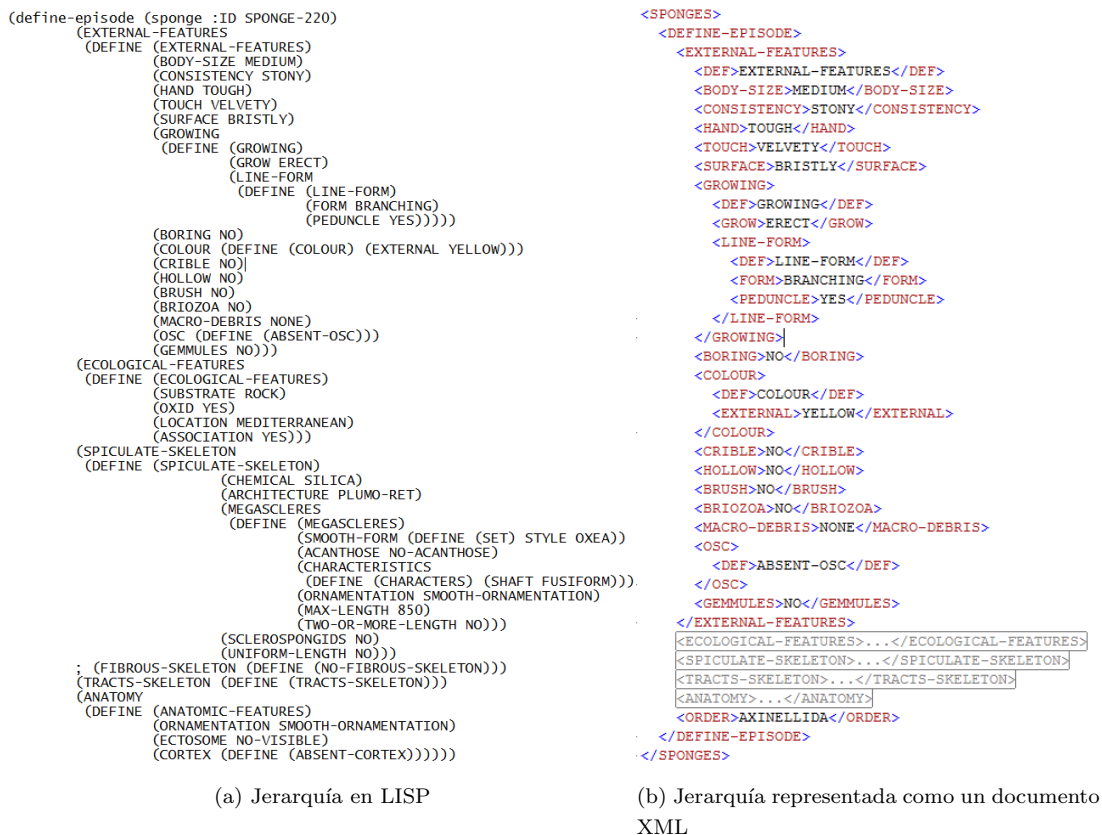 (define-episode (sponge :ID SPONGE-220)
(EXTERNAL-FEATURES
(DEFINE (EXTERNAL-FEATURES)
(BODY-SIZE MEDIUM)
(CONSISTENCY STONY)
(HAND TOUGH)
(TOUCH VELVETY)
(SURFACE BRISTLY)
(GROWING
(DEFINE (GROWING)
(GROW ERECT)
(LINE-FORM
(DEFINE (LINE-FORM)
(FORM BRANCHING)
(PEDUNCLE YES)))))
(BORING NO)
(COLOUR (DEFINE (COLOUR) (EXTERNAL YELLOW)))
(CRIBLE NO)
(HOLLOW NO)
(BRUSH NO)
(BRIOZOA NO)
(MACRO-DEBRIS NONE)
(OSC (DEFINE (ABSENT-OSC)))
(GEMMULES NO)))
(ECOLOGICAL-FEATURES
(DEFINE (ECOLOGICAL-FEATURES)
(SUBSTRATE ROCK)
(OXID YES)
(LOCATION MEDITERRANEAN)
(ASSOCIATION YES)))
(SPICULATE-SKELETON
(DEFINE (SPICULATE-SKELETON)
(CHEMICAL SILICA)
(ARCHITECTURE PLUMO-RET)
(MEGASCLERES
(DEFINE (MEGASCLERES)
(SMOOTH-FORM (DEFINE (SET) STYLE OXEA))
(ACANTHOSE NO-ACANTHOSE)
(CHARACTERISTICS
(DEFINE (CHARACTERS) (SHAFT FUSIFORM)))
(ORNAMENTATION SMOOTH-ORNAMENTATION)
(MAX-LENGTH 850)
(TWO-OR-MORE-LENGTH NO)))
(SCLEROSPONGIDS NO)
(UNIFORM-LENGTH NO)))
; (FIBROUS-SKELETON (DEFINE (NO-FIBROUS-SKELETON)))
(TRACTS-SKELETON (DEFINE (TRACTS-SKELETON)))
(ANATOMY
(DEFINE (ANATOMIC-FEATURES)
(ORNAMENTATION SMOOTH-ORNAMENTATION)
(ECTOSOME NO-VISIBLE)
(CORTEX (DEFINE (ABSENT-CORTEX))))))
(a) Jerarquía en LISP
<SPONGES>
<DEFINE-EPISODE>
<EXTERNAL-FEATURES>
<DEF>EXTERNAL-FEATURES</DEF>
<BODY-SIZE>MEDIUM</BODY-SIZE>
<CONSISTENCY>STONY</CONSISTENCY>
<HAND>TOUGH</HAND>
<TOUCH>VELVETY</TOUCH>
<SURFACE>BRISTLY</SURFACE>
<GROWING>
<DEF>GROWING</DEF>
<GROW>ERECT</GROW>
<LINE-FORM>
<DEF>LINE-FORM</DEF>
<FORM>BRANCHING</FORM>
<PEDUNCLE>YES</PEDUNCLE>
</LINE-FORM>
</GROWING>
<BORING>NO</BORING>
<COLOUR>
<DEF>COLOUR</DEF>
<EXTERNAL>YELLOW</EXTERNAL>
</COLOUR>
<CRIBLE>NO</CRIBLE>
<HOLLOW>NO</HOLLOW>
<BRUSH>NO</BRUSH>
<BRIOZOA>NO</BRIOZOA>
<MACRO-DEBRIS>NONE</MACRO-DEBRIS>
<OSC>
<DEF>ABSENT-OSC</DEF>
</OSC>
<GEMMULES>NO</GEMMULES>
</EXTERNAL-FEATURES>
<ECOLOGICAL-FEATURES>...</ECOLOGICAL-FEATURES>
<SPICULATE-SKELETON>...</SPICULATE-SKELETON>
<TRACTS-SKELETON>...</TRACTS-SKELETON>
<ANATOMY>...</ANATOMY>
<ORDER>AXINELLIDA</ORDER>
</DEFINE-EPISODE>
</SPONGES>
(b) Jerarquía representada como un documento
XML